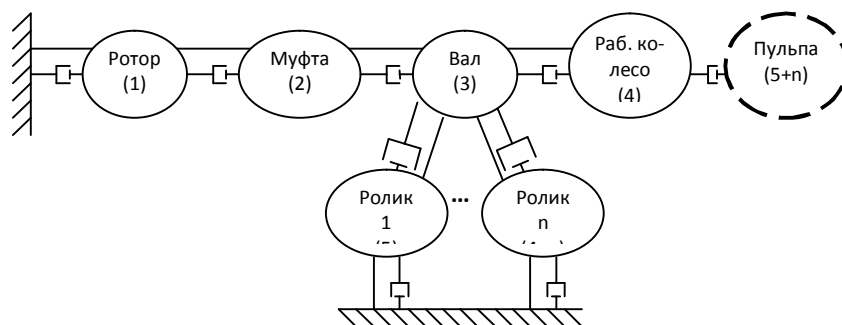 Ротор
(1)
Муфта
(2)
Вал
(3)
Раб. ко-
лесо
(4)
Пульпа
(5+n)
Ролик
1
...
Ролик
n